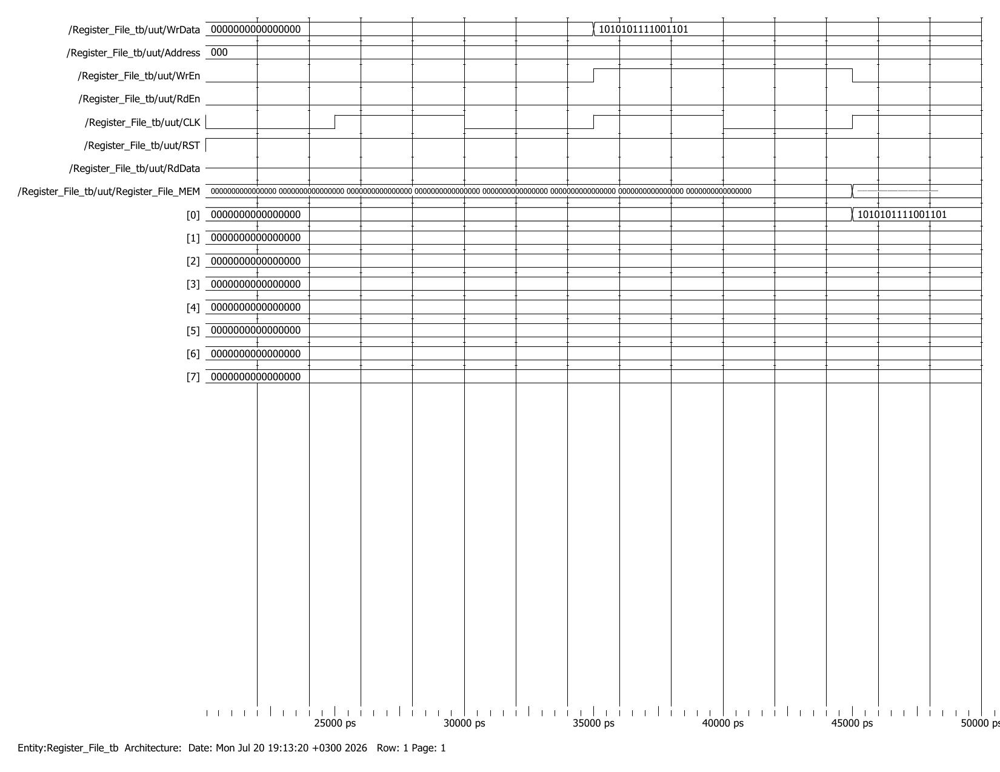 /Register_File_tb/uut/WrData 0000000000000000 1010101111001101
/Register_File_tb/uut/Address 000
/Register_File_tb/uut/WrEn
/Register_File_tb/uut/RdEn
/Register_File_tb/uut/CLK
/Register_File_tb/uut/RST
/Register_File_tb/uut/RdData
/Register_File_tb/uut/Register_File_MEM 0000000000000000 0000000000000000 0000000000000000 0000000000000000 0000000000000000 0000000000000000 0000000000000000 0000000000000000
[0] 0000000000000000 1010101111001101
[1] 0000000000000000
[2] 0000000000000000
[3] 0000000000000000
[4] 0000000000000000
[5] 0000000000000000
[6] 0000000000000000
[7] 0000000000000000
25000 ps 30000 ps 35000 ps 40000 ps 45000 ps 50000 ps
Entity:Register_File_tb Architecture: Date: Mon Jul 20 19:13:20 +0300 2026 Row: 1 Page: 1